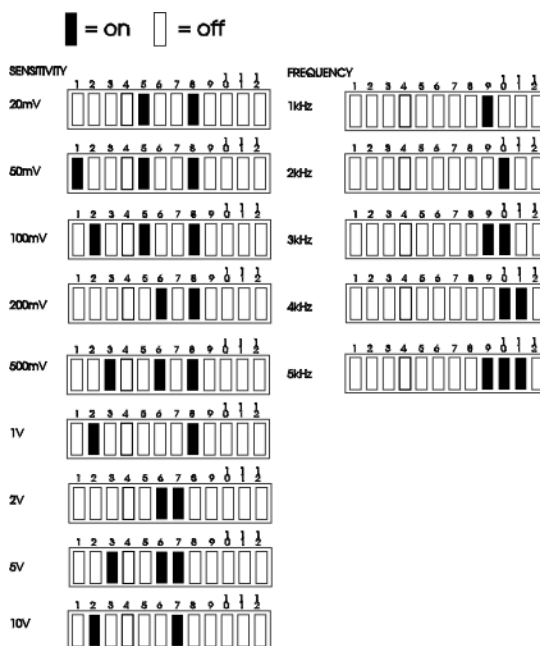 = on = off
SENSITIVITY
1 2 3 4 5 6 7 8 9 10 11 12
20mV
1 2 3 4 5 6 7 8 9 10 11 12
50mV
1 2 3 4 5 6 7 8 9 10 11 12
100mV
1 2 3 4 5 6 7 8 9 10 11 12
200mV
1 2 3 4 5 6 7 8 9 10 11 12
500mV
1 2 3 4 5 6 7 8 9 10 11 12
1V
1 2 3 4 5 6 7 8 9 10 11 12
2V
1 2 3 4 5 6 7 8 9 10 11 12
5V
1 2 3 4 5 6 7 8 9 10 11 12
10V
FREQUENCY
1 2 3 4 5 6 7 8 9 10 11 12
1kHz
1 2 3 4 5 6 7 8 9 10 11 12
2kHz
1 2 3 4 5 6 7 8 9 10 11 12
3kHz
1 2 3 4 5 6 7 8 9 10 11 12
4kHz
1 2 3 4 5 6 7 8 9 10 11 12
5kHz